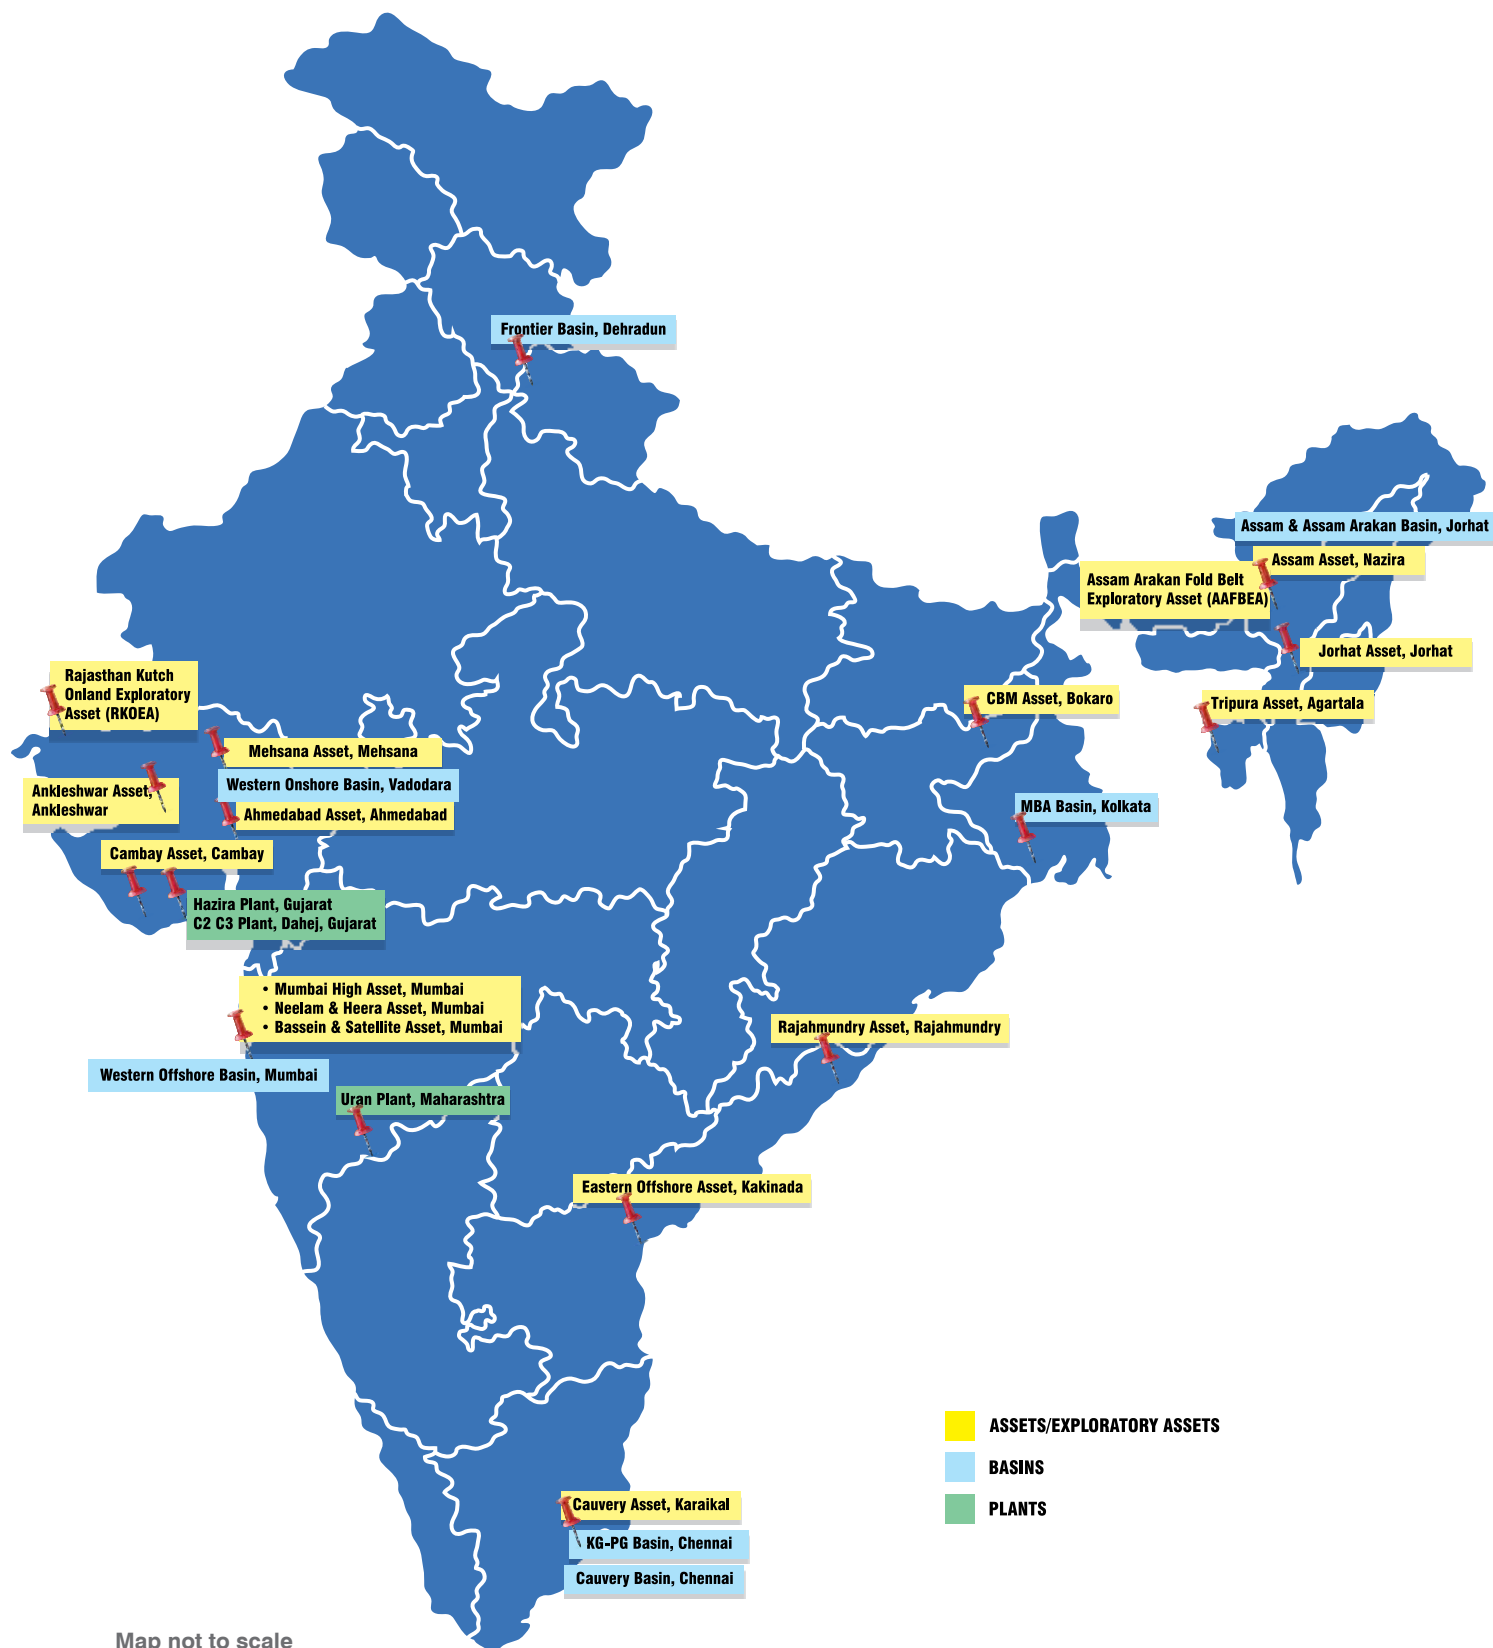 Frontier Basin, Dehradun
Assam & Assam Arakan Basin, Jorhat
Assam Asset, Nazira
Assam Arakan Fold Belt
Exploratory Asset (AAFBEA)
Jorhat Asset, Jorhat
Rajasthan Kutch
Onland Exploratory
Asset (RKOEA)
CBM Asset, Bokaro
Tripura Asset, Agartala
Mehsana Asset, Mehsana
Western Onshore Basin, Vadodara
Ankleshwar Asset,
Ankleshwar
Ahmedabad Asset, Ahmedabad
MBA Basin, Kolkata
Cambay Asset, Cambay
Hazira Plant, Gujarat
C2 C3 Plant, Dahej, Gujarat
• Mumbai High Asset, Mumbai
• Neelam & Heera Asset, Mumbai
• Bassein & Satellite Asset, Mumbai
Rajahmundry Asset, Rajahmundry
Western Offshore Basin, Mumbai
Uran Plant, Maharashtra
Eastern Offshore Asset, Kakinada
ASSETS/EXPLORATORY ASSETS
BASINS
PLANTS
Cauvery Asset, Karaikal
KG-PG Basin, Chennai
Cauvery Basin, Chennai
Map not to scale